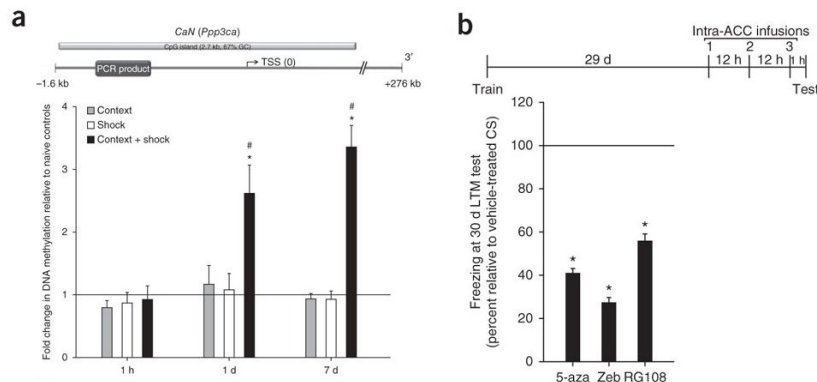 a
CaN (Ppp3ca)
CpG island (2.7 kb, 67% GC)
TSS (0)
3′
PCR product
−1.6 kb
+276 kb
Fold change in DNA methylation relative to naive controls
4
3
2
1
0
Context
Shock
Context + shock
#
*
#
*
1 h
1 d
7 d
b
Intra-ACC infusions
1 2 3
29 d 12 h 12 h 1 h
Train Test
Freezing at 30 d LTM test
(percent relative to vehicle-treated CS)
120
100
80
60
40
20
0
*
*
*
5-aza Zeb RG108